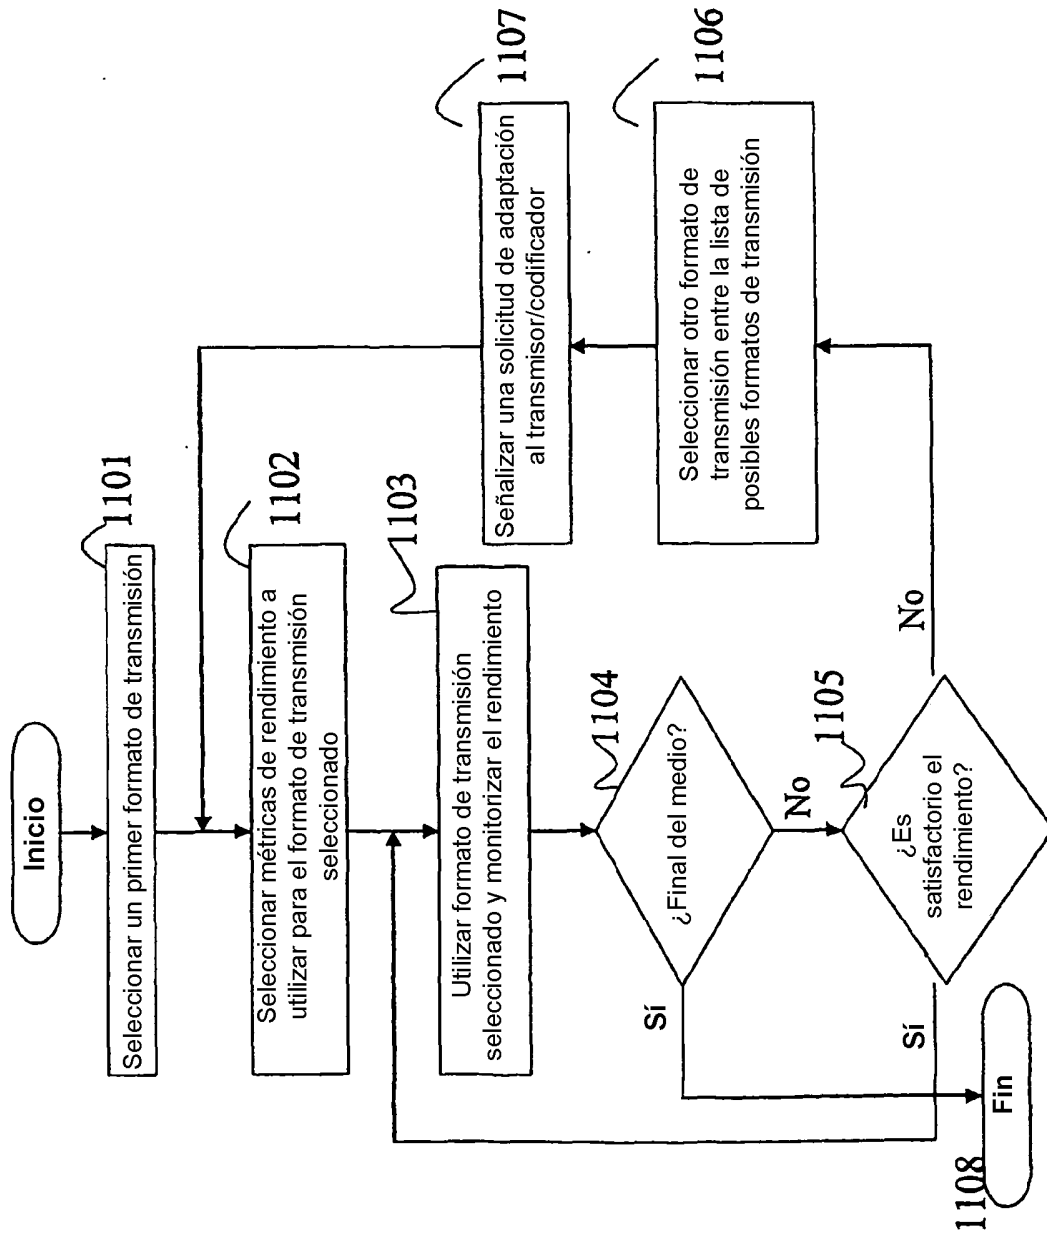 Inicio
Seleccionar un primer formato de transmisión
1101
Seleccionar métricas de rendimiento a
utilizar para el formato de transmisión
seleccionado
1102
Utilizar formato de transmisión
seleccionado y monitorizar el rendimiento
1103
¿Final del medio?
1104
Sí
No
¿Es
satisfactorio el
rendimiento?
1105
Sí
No
Seleccionar otro formato de
transmisión entre la lista de
posibles formatos de transmisión
1106
Señalizar una solicitud de adaptación
al transmisor/codificador
1107
Fin
1108